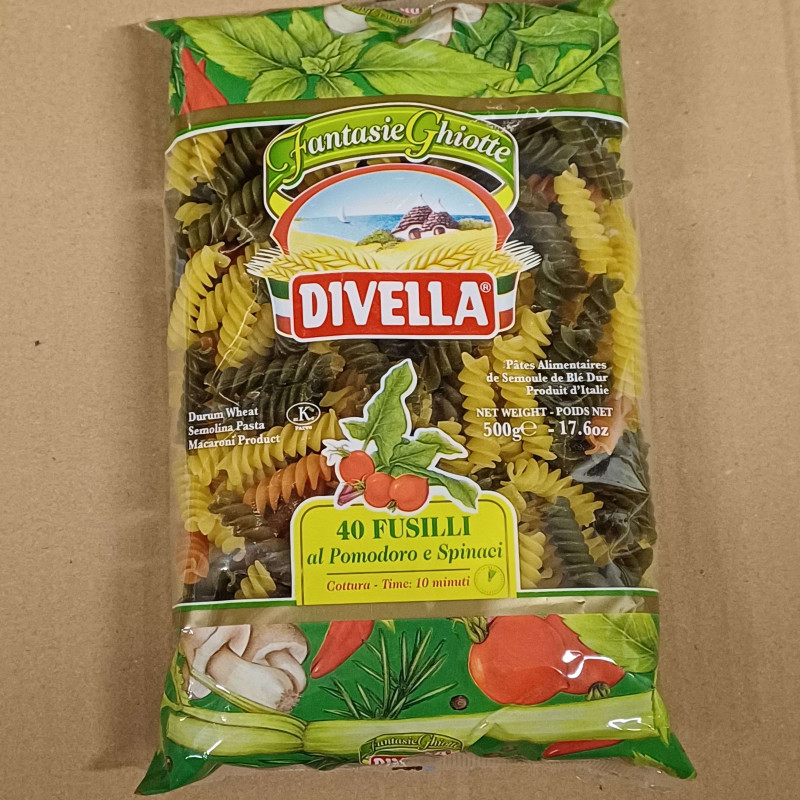 Fantasie Ghiotte
DIVELLA®
Pâtes Alimentaires
de Semoule de Blé Dur
Produit d'Italie
NET WEIGHT - POIDS NET
500g℮ - 17.6oz
Durum Wheat
Semolina Pasta
Macaroni Product
K
40 FUSILLI
al Pomodoro e Spinaci
Cottura - Time: 10 minuti
Fantasie Ghiotte